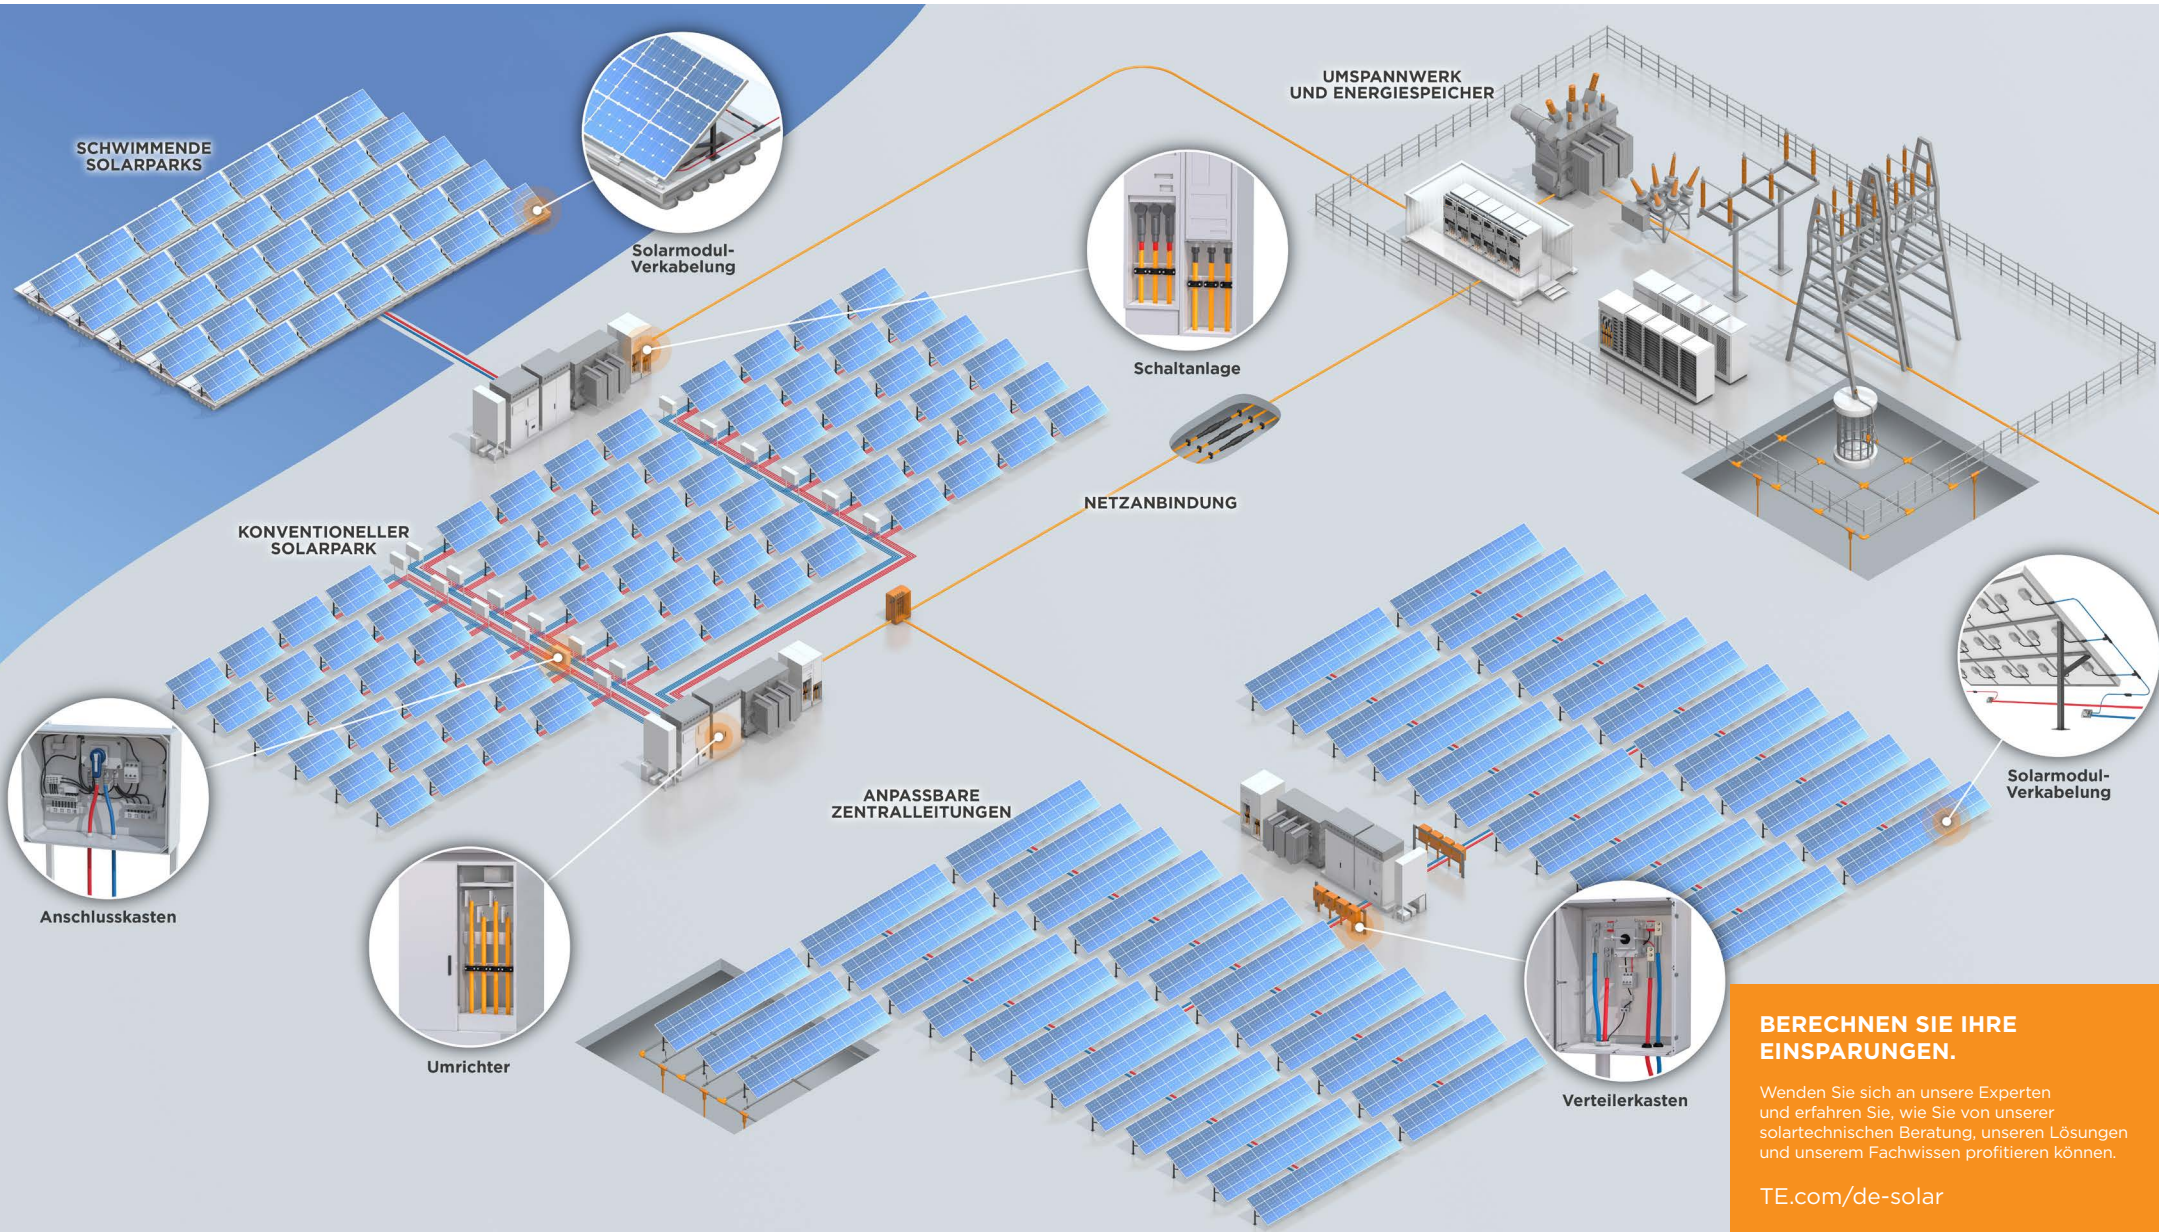 SCHWIMMENDE
SOLARPARKS
Solarmodul-
Verkabelung
Schaltanlage
UMSPANNWERK
UND ENERGIESPEICHER
NETZANBINDUNG
KONVENTIONELLER
SOLARPARK
Solarmodul-
Verkabelung
ANPASSBARE
ZENTRALLEITUNGEN
Anschlusskasten
Umrichter
Verteilerkasten
BERECHNEN SIE IHRE
EINSPARUNGEN.
Wenden Sie sich an unsere Experten
und erfahren Sie, wie Sie von unserer
solartechnischen Beratung, unseren Lösungen
und unserem Fachwissen profitieren können.
TE.com/de-solar